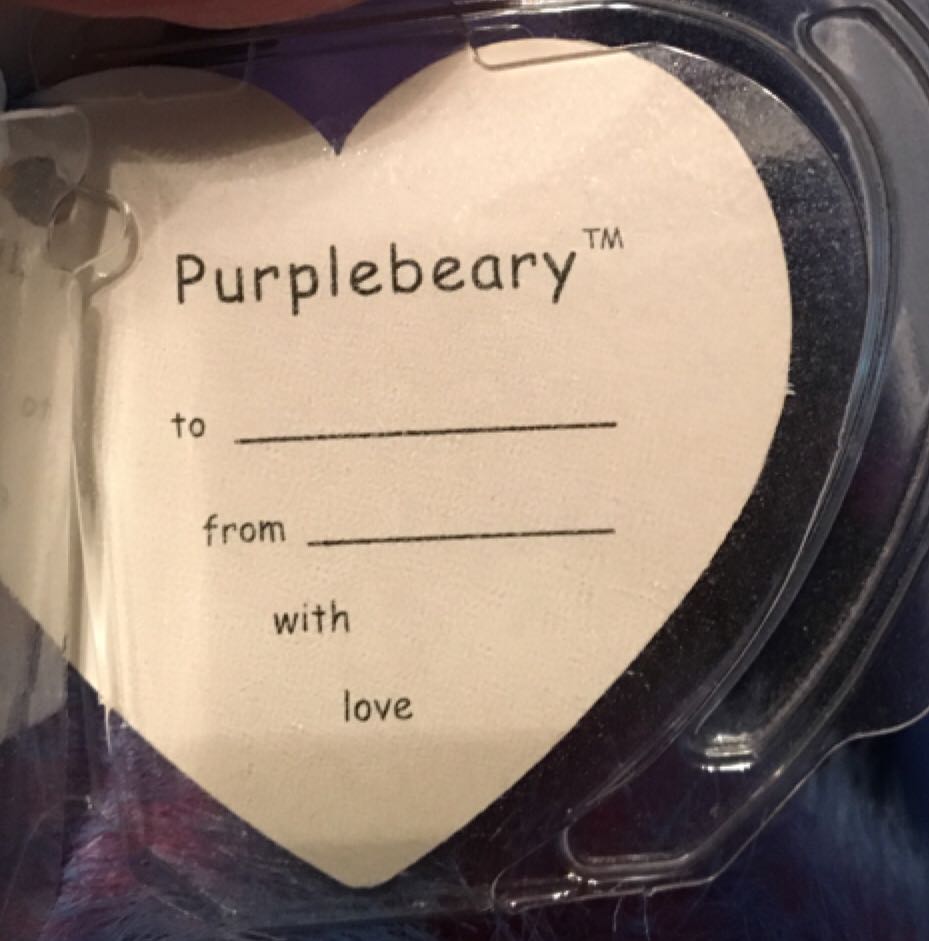 Purplebeary™
to
from
with
love